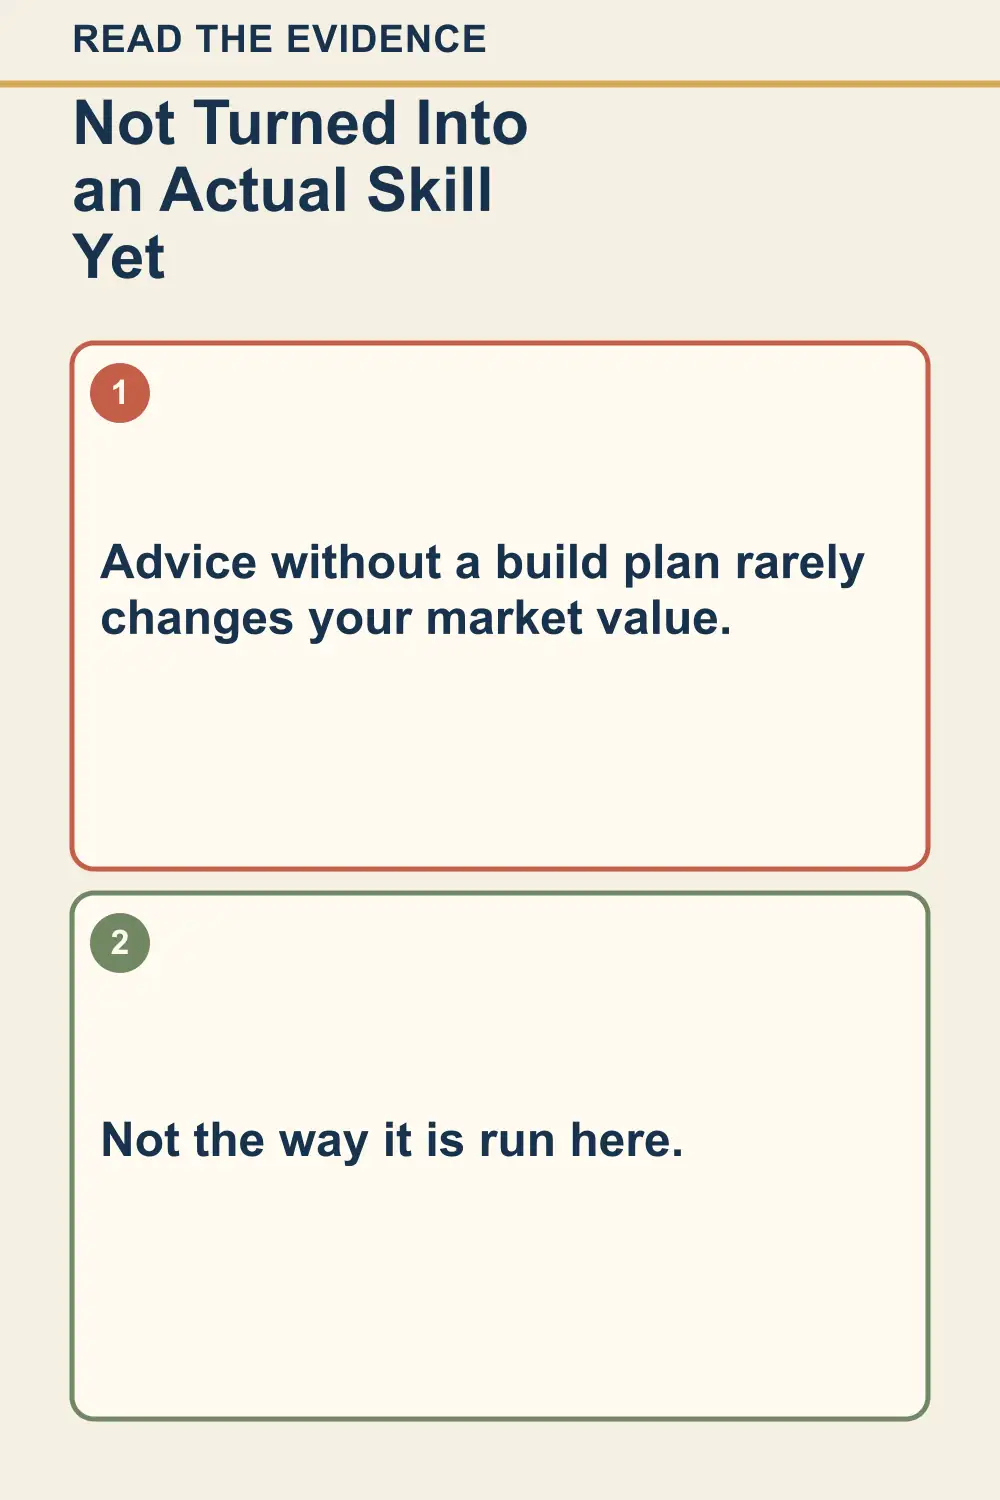 READ THE EVIDENCE
Not Turned Into
an Actual Skill
Yet
1
Advice without a build plan rarely
changes your market value.
2
Not the way it is run here.